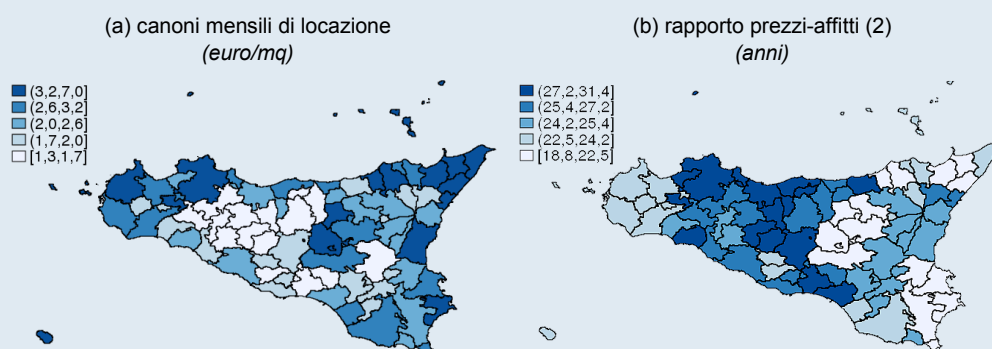 (a) canoni mensili di locazione
(euro/mq)
(3,2,7,0]
(2,6,3,2]
(2,0,2,6]
(1,7,2,0]
[1,3,1,7]
(b) rapporto prezzi-affitti (2)
(anni)
(27,2,31,4]
(25,4,27,2]
(24,2,25,4]
(22,5,24,2]
[18,8,22,5]